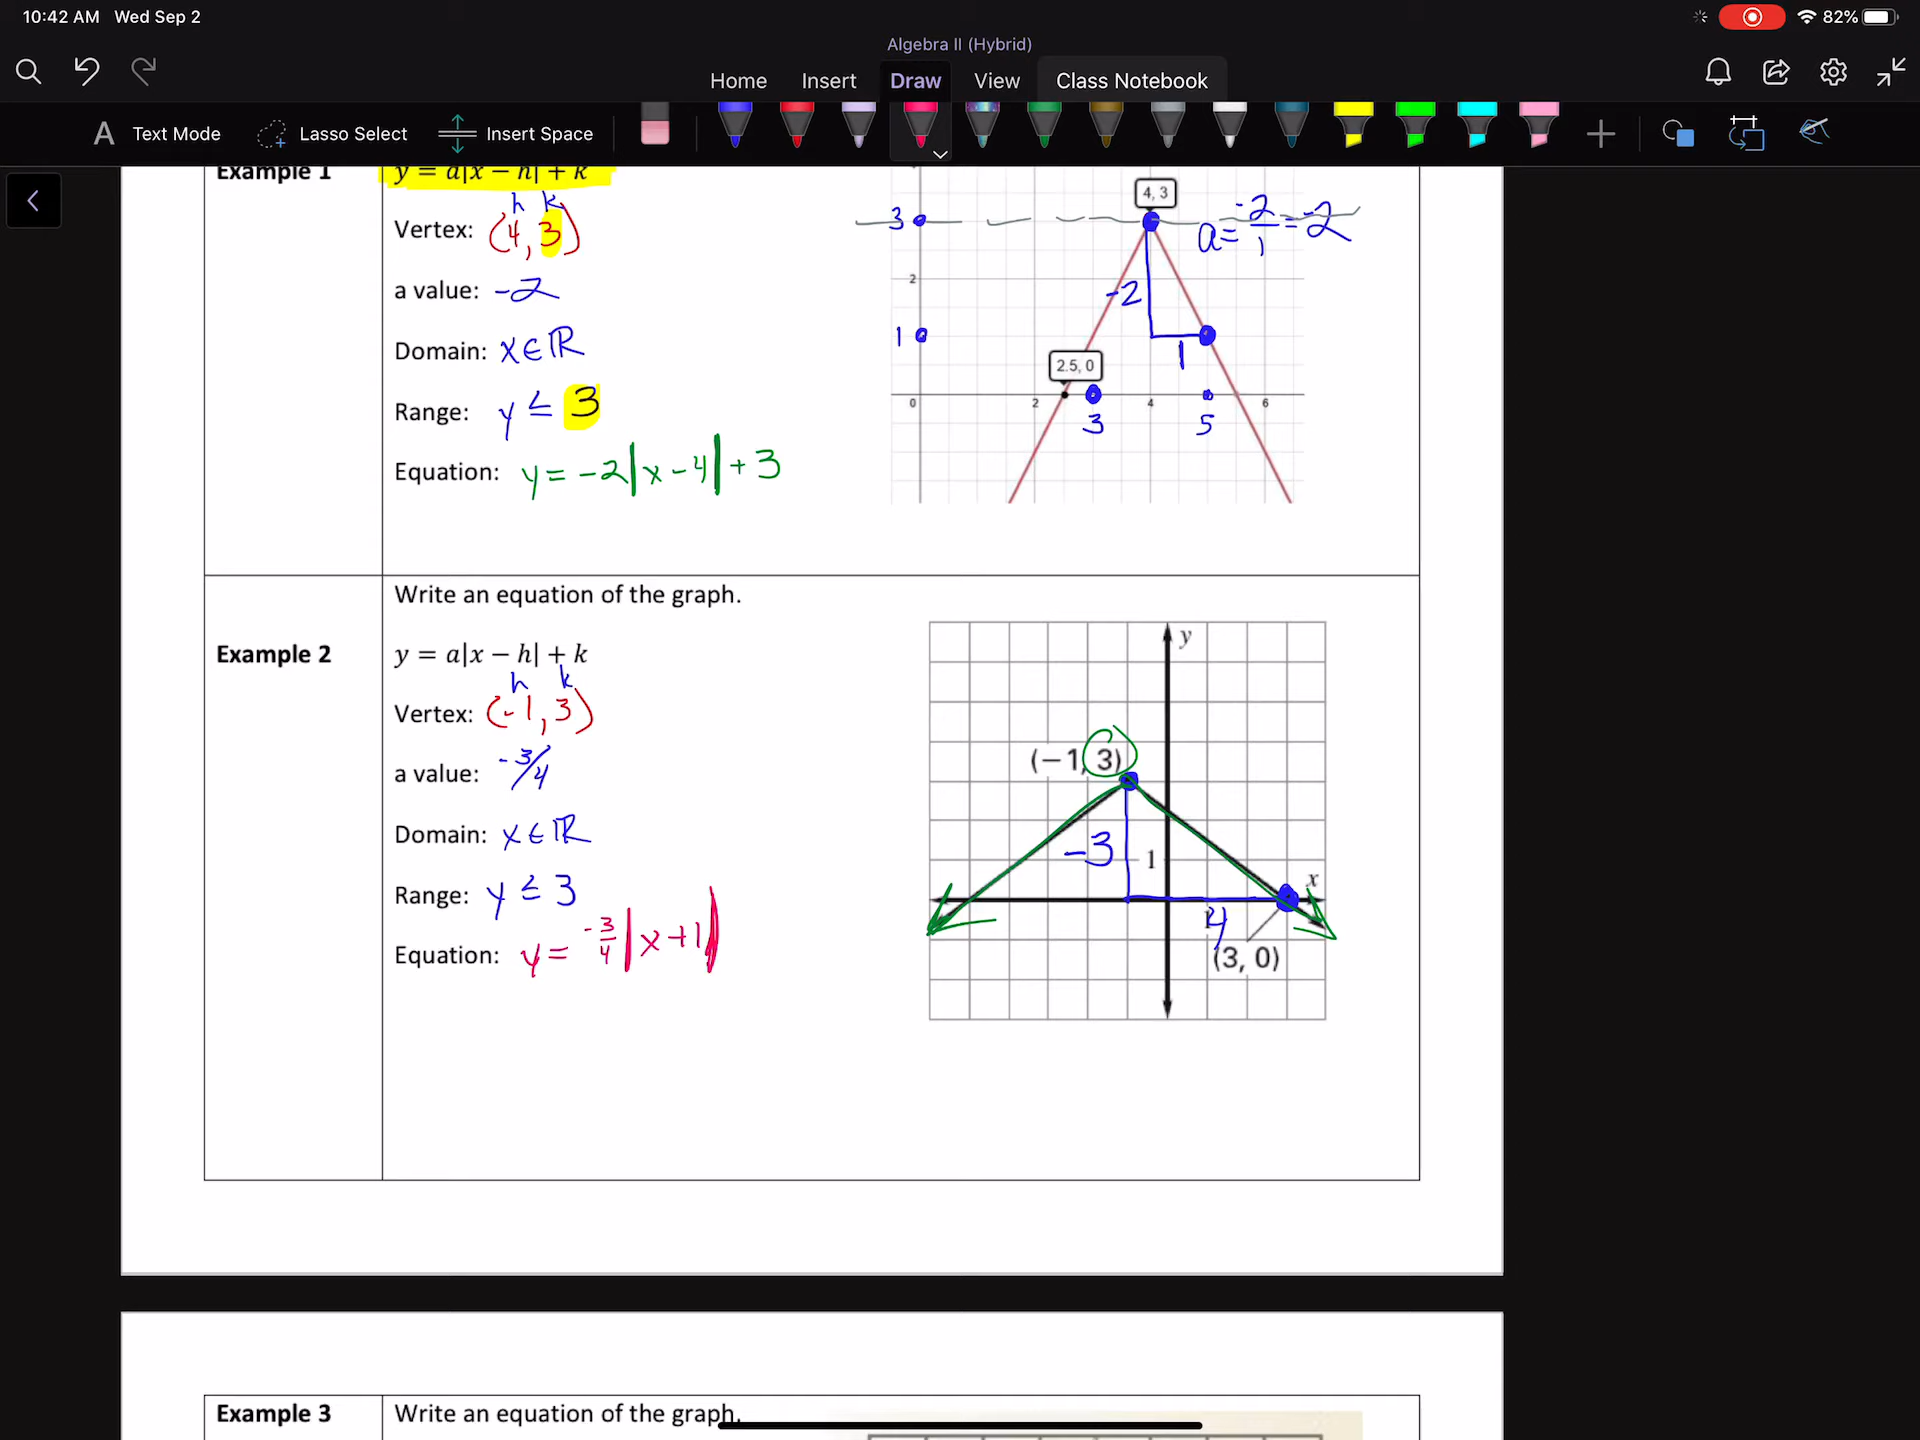 10:42 AM Wed Sep 2
82%
Algebra II (Hybrid)
Home Insert Draw View Class Notebook
Text Mode Lasso Select Insert Space
Example 1
y = a|x − h| + k
h k
Vertex: (4, 3)
a value: -2
Domain: x ∈ ℝ
Range: y ≤ 3
Equation: y = -2|x - 4| + 3
4, 3
3
a = -2/1 = -2
2
-2
1
1
2.5, 0
0 2 4 6
3 5
Write an equation of the graph.
Example 2
y = a|x − h| + k
h k
Vertex: (-1, 3)
a value: -3/4
Domain: x ∈ ℝ
Range: y ≤ 3
Equation: y = -3/4 |x + 1|
y
(−1, 3)
-3
1
x
4
(3, 0)
Example 3
Write an equation of the graph.